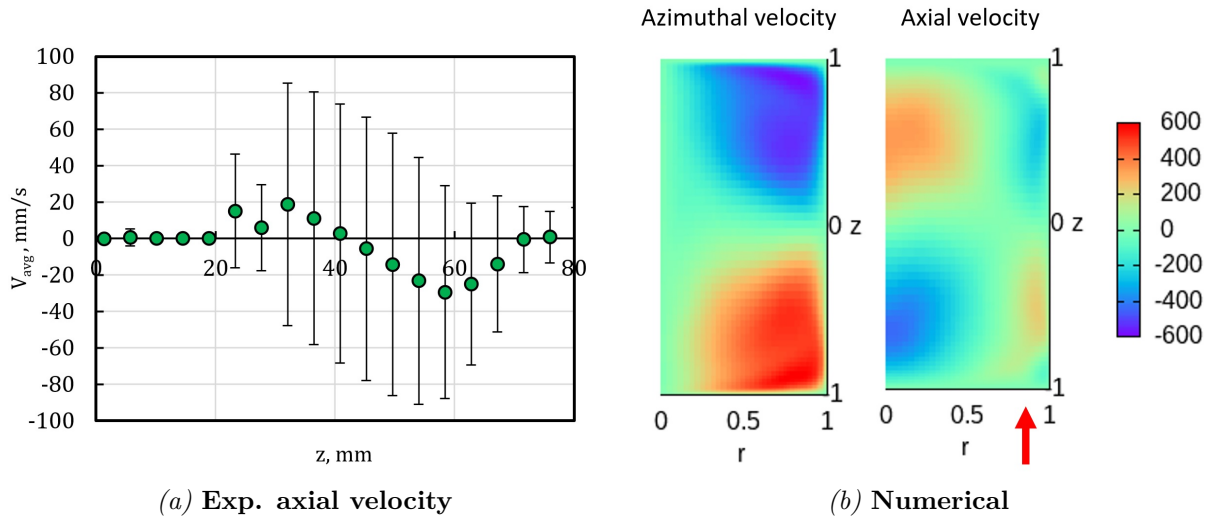 Azimuthal velocity Axial velocity
100
80
60
40
20
0
-20
-40
-60
-80
-100
V_avg, mm/s
0 20 40 60 80
z, mm
1
0 z
1
0 0.5 1
r
1
0 z
1
0 0.5 1
r
600
400
200
0
-200
-400
-600
(a) Exp. axial velocity
(b) Numerical